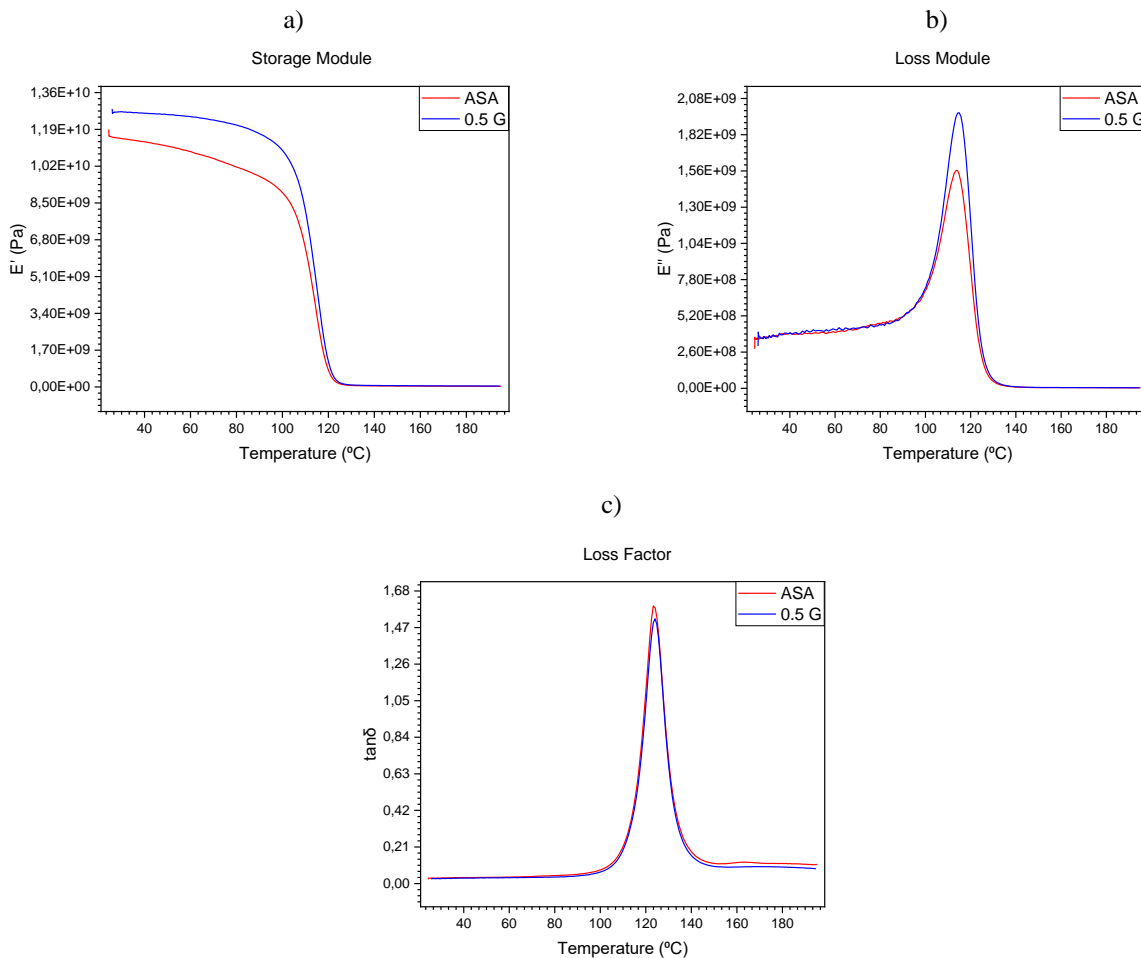 a)
Storage Module
1,36E+10
1,19E+10
1,02E+10
8,50E+09
6,80E+09
5,10E+09
3,40E+09
1,70E+09
0,00E+00
E' (Pa)
ASA
0.5 G
40 60 80 100 120 140 160 180
Temperature (ºC)
b)
Loss Module
2,08E+09
1,82E+09
1,56E+09
1,30E+09
1,04E+09
7,80E+08
5,20E+08
2,60E+08
0,00E+00
E'' (Pa)
ASA
0.5 G
40 60 80 100 120 140 160 180
Temperature (ºC)
c)
Loss Factor
1,68
1,47
1,26
1,05
0,84
0,63
0,42
0,21
0,00
tanδ
ASA
0.5 G
40 60 80 100 120 140 160 180
Temperature (ºC)